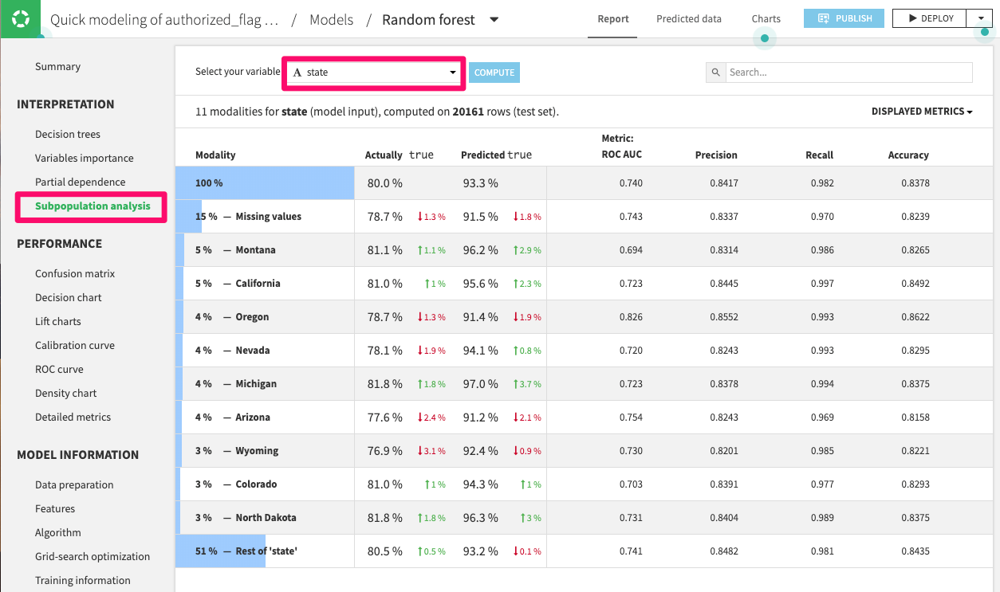 Quick modeling of authorized_flag ... / Models / Random forest
Report Predicted data Charts PUBLISH DEPLOY
Summary
INTERPRETATION
Decision trees
Variables importance
Partial dependence
Subpopulation analysis
PERFORMANCE
Confusion matrix
Decision chart
Lift charts
Calibration curve
ROC curve
Density chart
Detailed metrics
MODEL INFORMATION
Data preparation
Features
Algorithm
Grid-search optimization
Training information
Select your variable A state COMPUTE Search...
11 modalities for state (model input), computed on 20161 rows (test set). DISPLAYED METRICS
Metric:
Modality Actually true Predicted true ROC AUC Precision Recall Accuracy
100 % 80.0 % 93.3 % 0.740 0.8417 0.982 0.8378
15 % — Missing values 78.7 % ↓1.3 % 91.5 % ↓1.8 % 0.743 0.8337 0.970 0.8239
5 % — Montana 81.1 % ↑1.1 % 96.2 % ↑2.9 % 0.694 0.8314 0.986 0.8265
5 % — California 81.0 % ↑1 % 95.6 % ↑2.3 % 0.723 0.8445 0.997 0.8492
4 % — Oregon 78.7 % ↓1.3 % 91.4 % ↓1.9 % 0.826 0.8552 0.993 0.8622
4 % — Nevada 78.1 % ↓1.9 % 94.1 % ↑0.8 % 0.720 0.8243 0.993 0.8295
4 % — Michigan 81.8 % ↑1.8 % 97.0 % ↑3.7 % 0.723 0.8378 0.994 0.8375
4 % — Arizona 77.6 % ↓2.4 % 91.2 % ↓2.1 % 0.754 0.8243 0.969 0.8158
3 % — Wyoming 76.9 % ↓3.1 % 92.4 % ↓0.9 % 0.730 0.8201 0.985 0.8221
3 % — Colorado 81.0 % ↑1 % 94.3 % ↑1 % 0.703 0.8391 0.977 0.8293
3 % — North Dakota 81.8 % ↑1.8 % 96.3 % ↑3 % 0.731 0.8404 0.989 0.8375
51 % — Rest of 'state' 80.5 % ↑0.5 % 93.2 % ↓0.1 % 0.741 0.8482 0.981 0.8435